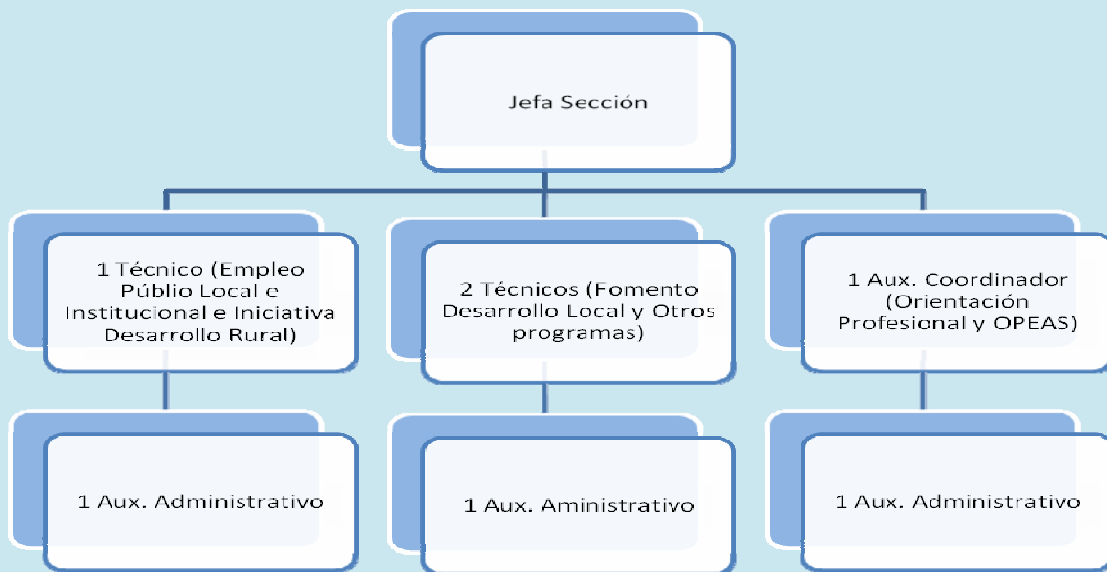 Jefa Sección
1 Técnico (Empleo
Públio Local e
Institucional e Iniciativa
Desarrollo Rural)
2 Técnicos (Fomento
Desarrollo Local y Otros
programas)
1 Aux. Coordinador
(Orientación
Profesional y OPEAS)
1 Aux. Administrativo
1 Aux. Aministrativo
1 Aux. Administrativo